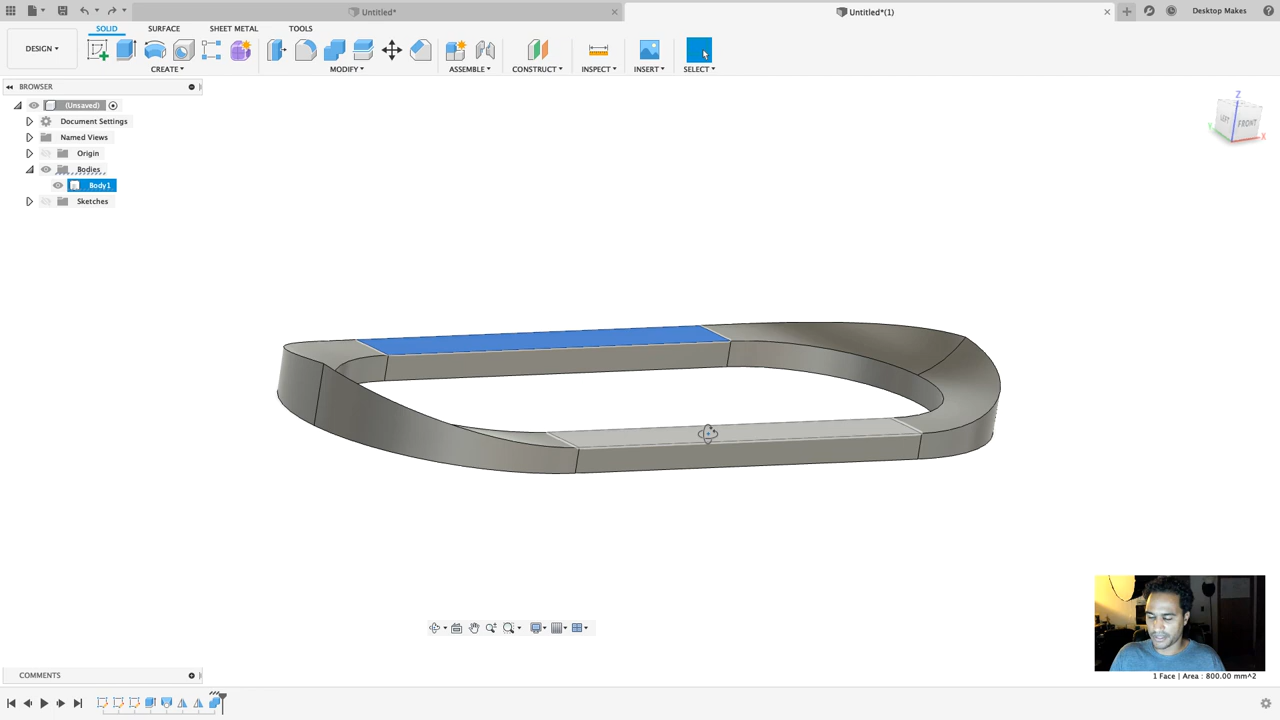 Untitled*
Untitled*(1)
Desktop Makes
DESIGN
SOLID
SURFACE
SHEET METAL
TOOLS
CREATE
MODIFY
ASSEMBLE
CONSTRUCT
INSPECT
INSERT
SELECT
BROWSER
(Unsaved)
Document Settings
Named Views
Origin
Bodies
Body1
Sketches
Z
LEFT
FRONT
Y
X
COMMENTS
1 Face | Area : 800.00 mm^2